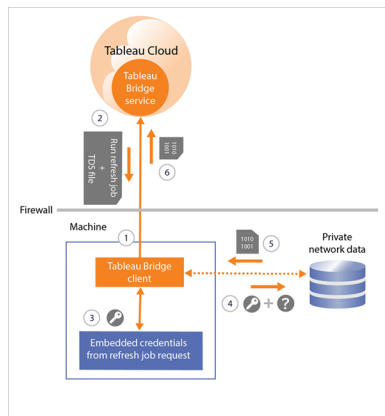 Tableau Cloud
Tableau
Bridge
service
2
Run refresh job
+
TDS file
1010
1001
6
Firewall
Machine
1
1010
1001
5
Private
network data
Tableau Bridge
client
3
4
+
?
Embedded credentials
from refresh job request